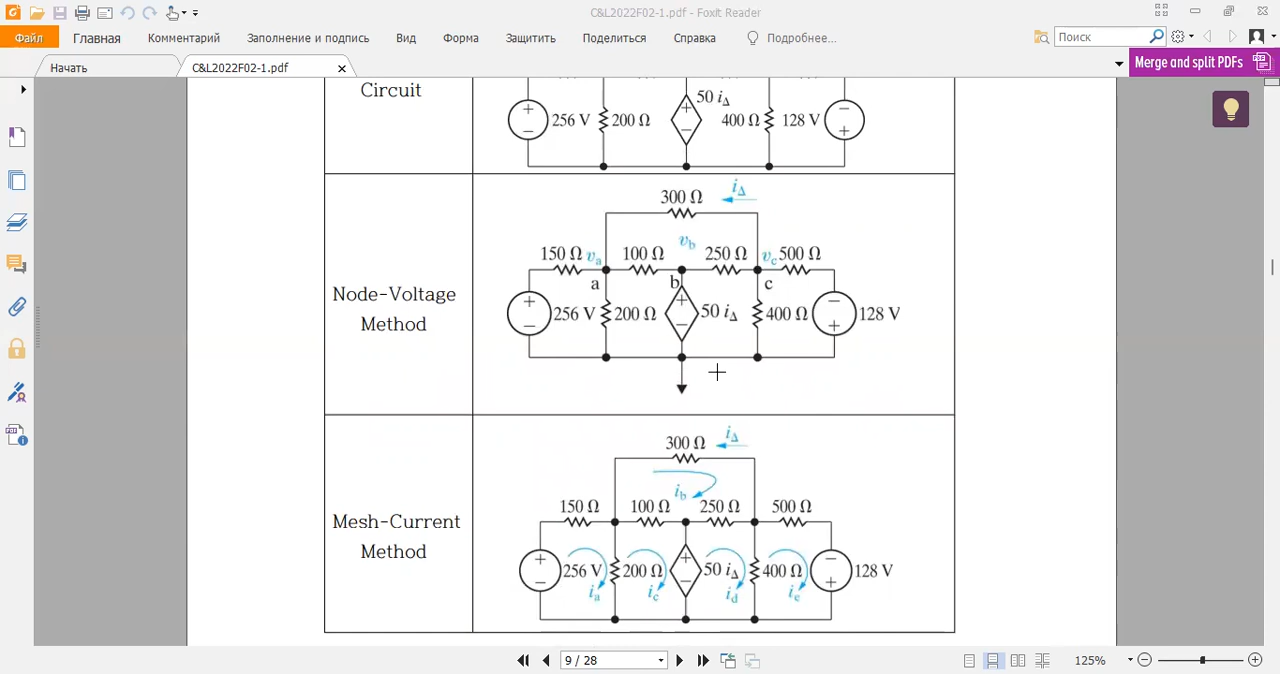 C&L2022F02-1.pdf - Foxit Reader
Файл Главная Комментарий Заполнение и подпись Вид Форма Защитить Поделиться Справка Подробнее... Поиск
Начать C&L2022F02-1.pdf Merge and split PDFs
Circuit
50 iΔ
256 V 200 Ω 400 Ω 128 V
Node-Voltage
Method
iΔ
300 Ω
vb
150 Ω va 100 Ω 250 Ω vc 500 Ω
a b c
256 V 200 Ω 50 iΔ 400 Ω 128 V
Mesh-Current
Method
iΔ
300 Ω
ib
150 Ω 100 Ω 250 Ω 500 Ω
256 V 200 Ω 50 iΔ 400 Ω 128 V
ia ic id ie
9 / 28 125%